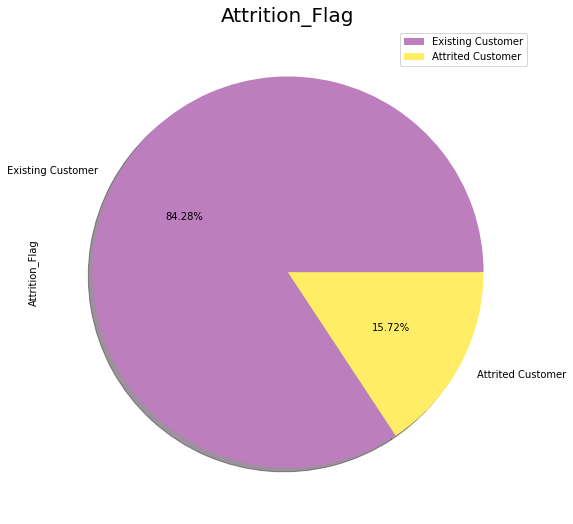 Attrition_Flag
Existing Customer
Attrited Customer
Existing Customer
84.28%
Attrition_Flag
15.72%
Attrited Customer